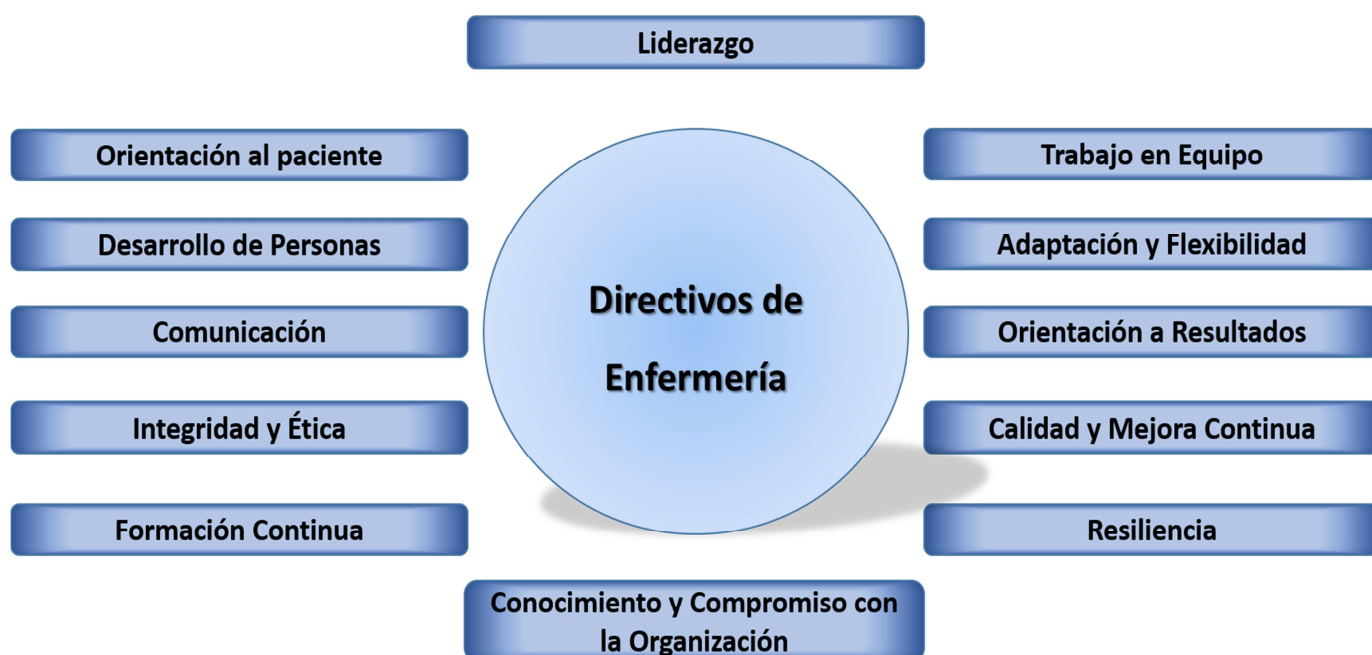 Liderazgo
Orientación al paciente
Trabajo en Equipo
Desarrollo de Personas
Adaptación y Flexibilidad
Comunicación
Directivos de
Enfermería
Orientación a Resultados
Integridad y Ética
Calidad y Mejora Continua
Formación Continua
Resiliencia
Conocimiento y Compromiso con
la Organización